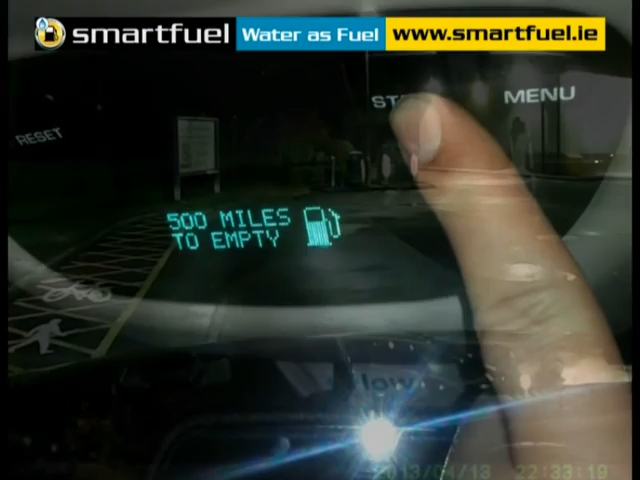 smartfuel Water as Fuel www.smartfuel.ie
MENU
RESET
500 MILES
TO EMPTY
low
2013/04/13 22:33:19